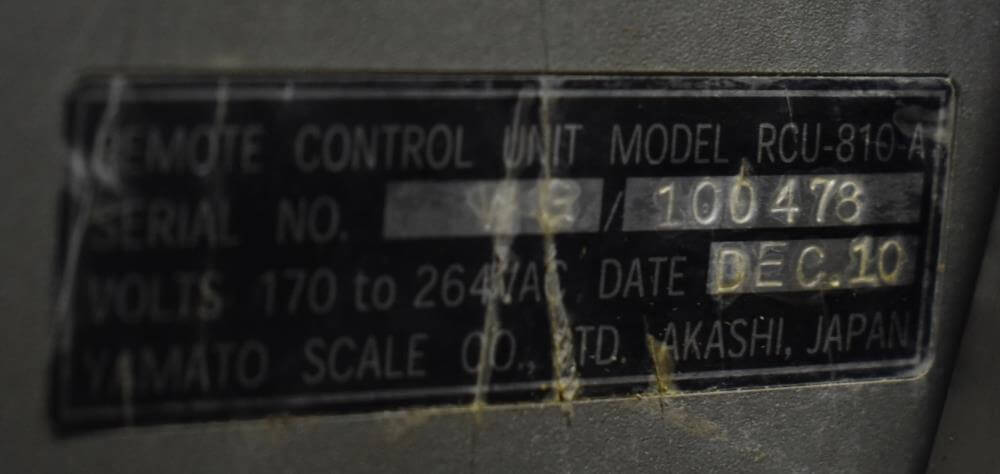 REMOTE CONTROL UNIT MODEL RCU-810-A
SERIAL NO. / 100478
VOLTS 170 to 264VAC DATE DEC.10
YAMATO SCALE CO., LTD. AKASHI, JAPAN